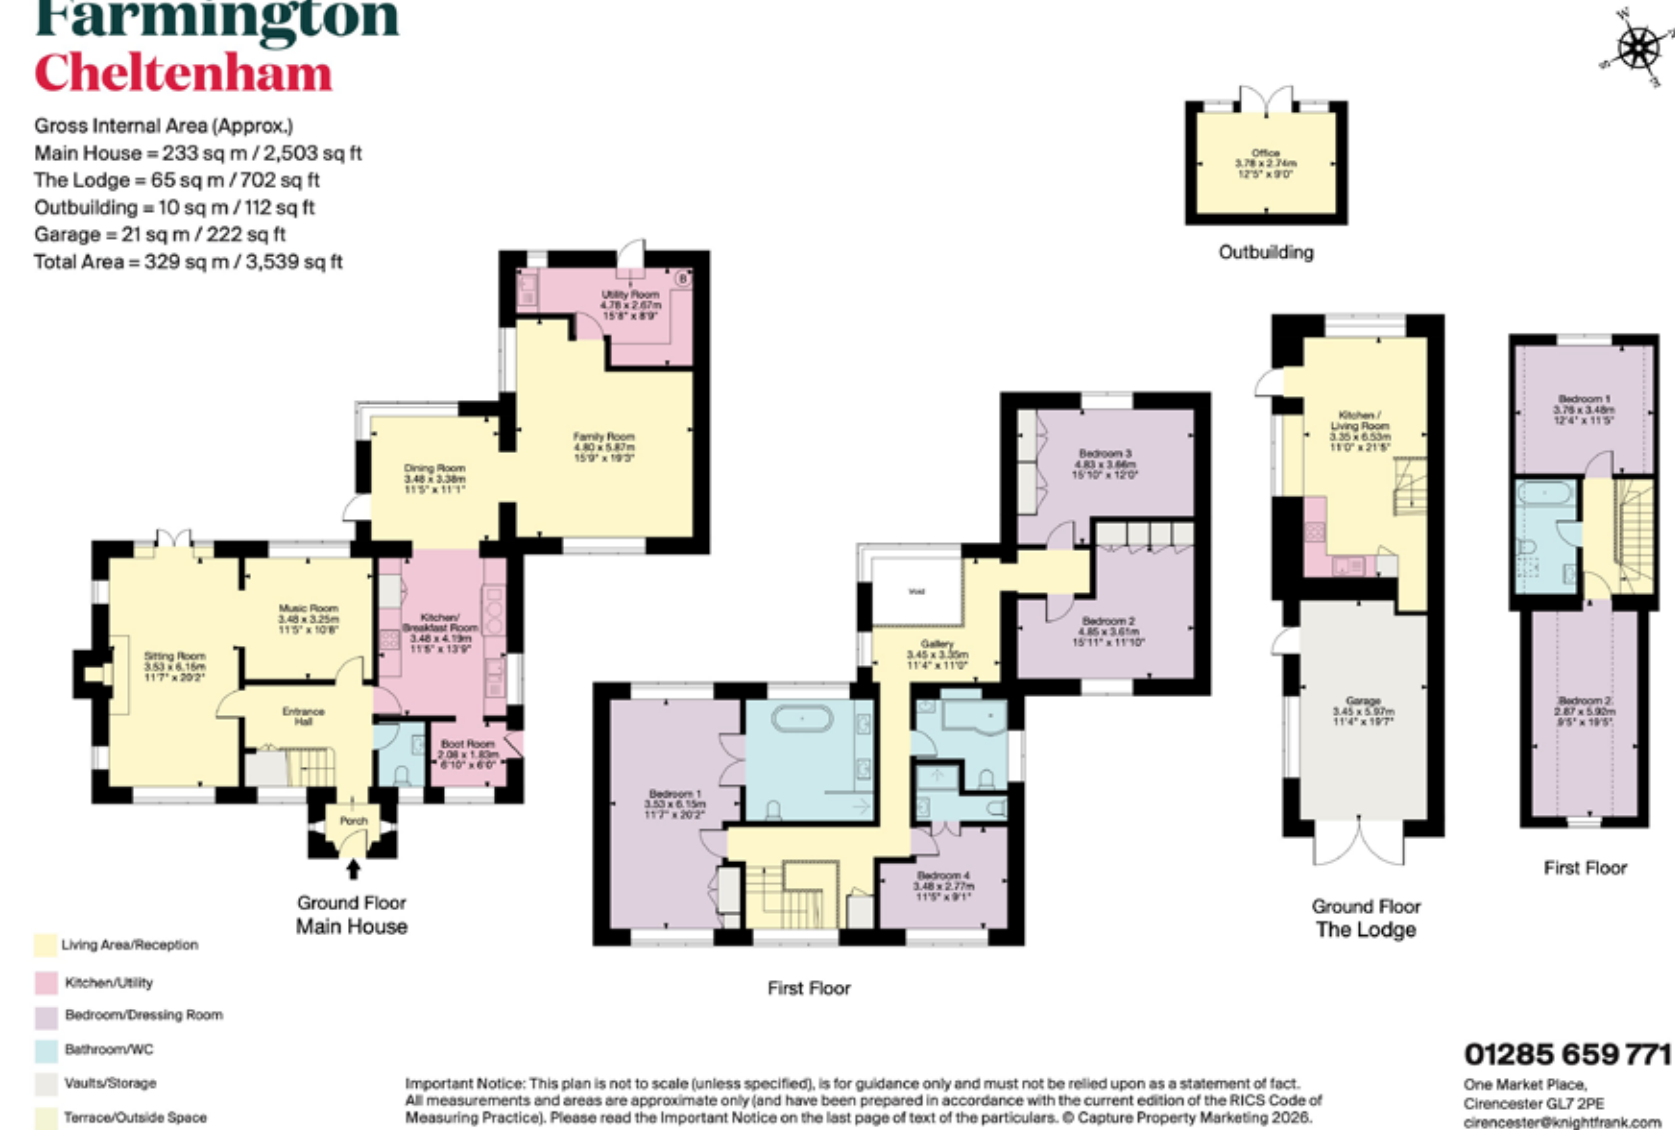 Farmington
Cheltenham
Gross Internal Area (Approx.)
Main House = 233 sq m / 2,503 sq ft
The Lodge = 65 sq m / 702 sq ft
Outbuilding = 10 sq m / 112 sq ft
Garage = 21 sq m / 222 sq ft
Total Area = 329 sq m / 3,539 sq ft
W
S
Office
3.78 x 2.74m
12'5" x 9'0"
Outbuilding
B
Utility Room
4.78 x 2.67m
15'8" x 8'9"
Family Room
4.80 x 5.87m
15'9" x 19'3"
Dining Room
3.48 x 3.38m
11'5" x 11'1"
Music Room
3.48 x 3.25m
11'5" x 10'8"
Kitchen/
Breakfast Room
3.48 x 4.19m
11'5" x 13'9"
Sitting Room
3.53 x 6.15m
11'7" x 20'2"
Entrance
Hall
Boot Room
2.08 x 1.83m
6'10" x 6'0"
Porch
Ground Floor
Main House
Bedroom 3
4.83 x 3.66m
15'10" x 12'0"
Void
Bedroom 2
4.85 x 3.61m
15'11" x 11'10"
Gallery
3.45 x 3.35m
11'4" x 11'0"
Bedroom 1
3.53 x 6.15m
11'7" x 20'2"
Bedroom 4
3.48 x 2.77m
11'5" x 9'1"
First Floor
Kitchen /
Living Room
3.35 x 6.53m
11'0" x 21'5"
Garage
3.45 x 5.97m
11'4" x 19'7"
Ground Floor
The Lodge
Bedroom 1
3.76 x 3.48m
12'4" x 11'5"
Bedroom 2
2.87 x 5.92m
9'5" x 19'5"
First Floor
Living Area/Reception
Kitchen/Utility
Bedroom/Dressing Room
Bathroom/WC
Vaults/Storage
Terrace/Outside Space
Important Notice: This plan is not to scale (unless specified), is for guidance only and must not be relied upon as a statement of fact.
All measurements and areas are approximate only (and have been prepared in accordance with the current edition of the RICS Code of
Measuring Practice). Please read the Important Notice on the last page of text of the particulars. © Capture Property Marketing 2026.
01285 659 771
One Market Place,
Cirencester GL7 2PE
cirencester@knightfrank.com